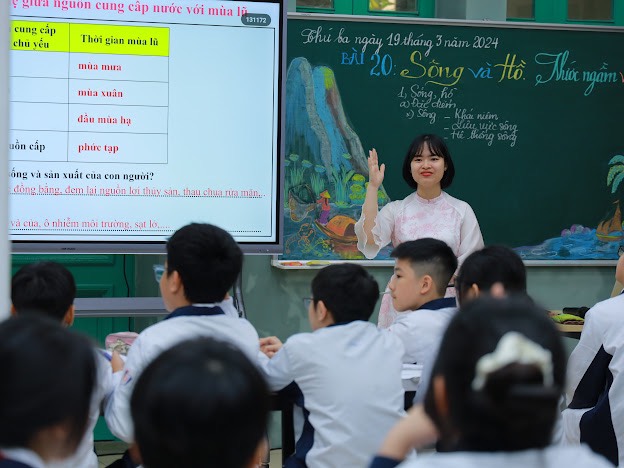 ệ giữa nguồn cung cấp nước với mùa lũ
131172
cung cấp
chủ yếu
Thời gian mùa lũ
mùa mưa
mùa xuân
đầu mùa hạ
uồn cấp
phức tạp
sống và sản xuất của con người?
đồng bằng, đem lại nguồn lợi thủy sản, thau chua rửa mặn,
và của, ô nhiễm môi trường, sạt lở,
Thứ ba ngày 19 tháng 3 năm 2024
BÀI 20: Sông và Hồ. Nước ngầm v
1, Sông, hồ
a) Đặc điểm
Sông - Khái niệm
- Lưu vực sông
- Hệ thống sông